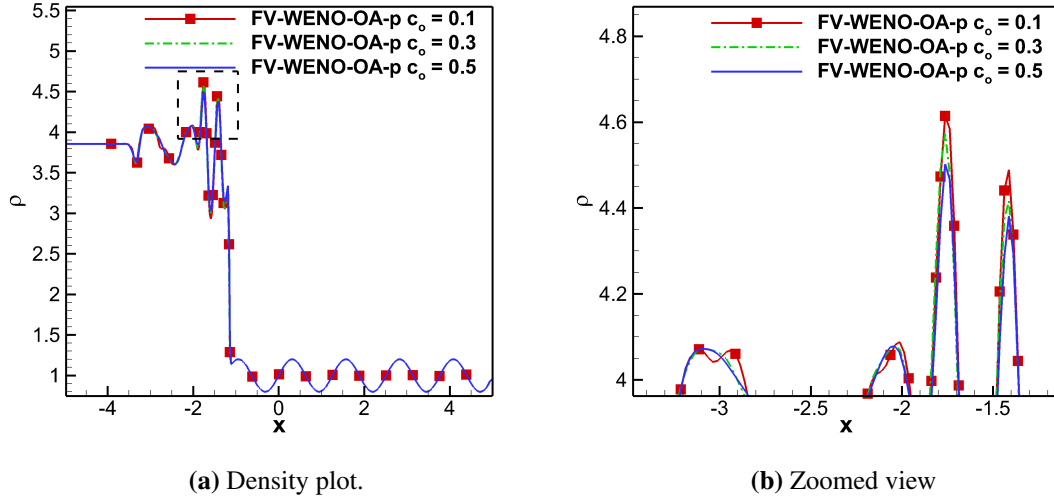 5.5
5
4.5
4
3.5
3
2.5
2
1.5
1
ρ
-4
-2
0
2
4
x
FV-WENO-OA-p c_o = 0.1
FV-WENO-OA-p c_o = 0.3
FV-WENO-OA-p c_o = 0.5
(a) Density plot.
4.8
4.6
4.4
4.2
4
ρ
-3
-2
-1.5
x
FV-WENO-OA-p c_o = 0.1
FV-WENO-OA-p c_o = 0.3
FV-WENO-OA-p c_o = 0.5
(b) Zoomed view